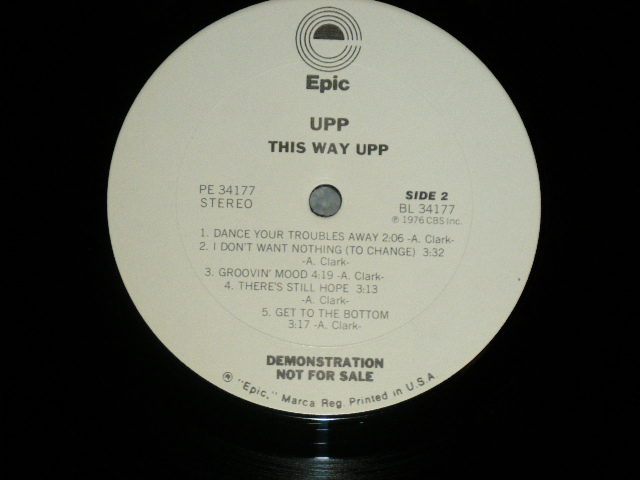 Epic
UPP
THIS WAY UPP
PE 34177
STEREO
SIDE 2
BL 34177
℗ 1976 CBS Inc.
1. DANCE YOUR TROUBLES AWAY 2:06 -A. Clark-
2. I DON'T WANT NOTHING (TO CHANGE) 3:32
-A. Clark-
3. GROOVIN' MOOD 4:19 -A. Clark-
4. THERE'S STILL HOPE 3:13
-A. Clark-
5. GET TO THE BOTTOM
3:17 -A. Clark-
DEMONSTRATION
NOT FOR SALE
® "Epic," Marca Reg. Printed in U.S.A.